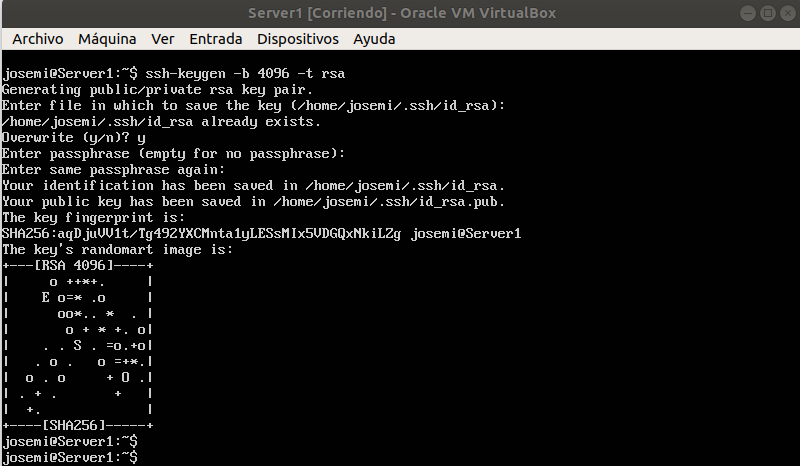 Server1 [Corriendo] - Oracle VM VirtualBox
Archivo Máquina Ver Entrada Dispositivos Ayuda
josemi@Server1:~$ ssh-keygen -b 4096 -t rsa
Generating public/private rsa key pair.
Enter file in which to save the key (/home/josemi/.ssh/id_rsa):
/home/josemi/.ssh/id_rsa already exists.
Overwrite (y/n)? y
Enter passphrase (empty for no passphrase):
Enter same passphrase again:
Your identification has been saved in /home/josemi/.ssh/id_rsa.
Your public key has been saved in /home/josemi/.ssh/id_rsa.pub.
The key fingerprint is:
SHA256:aqDjuVV1t/Tg492YXCMnta1yLESsMIx5VDGQxNkiLZg josemi@Server1
The key's randomart image is:
+---[RSA 4096]----+
|     o ++*+.     |
|    E o=* .o     |
|      oo*.. *  . |
|       o + * +. o|
|    . . S . =o.+o|
|   . o .   o =+*.|
|  o . o     + O .|
| . + .       +   |
|  +.             |
+----[SHA256]-----+
josemi@Server1:~$
josemi@Server1:~$